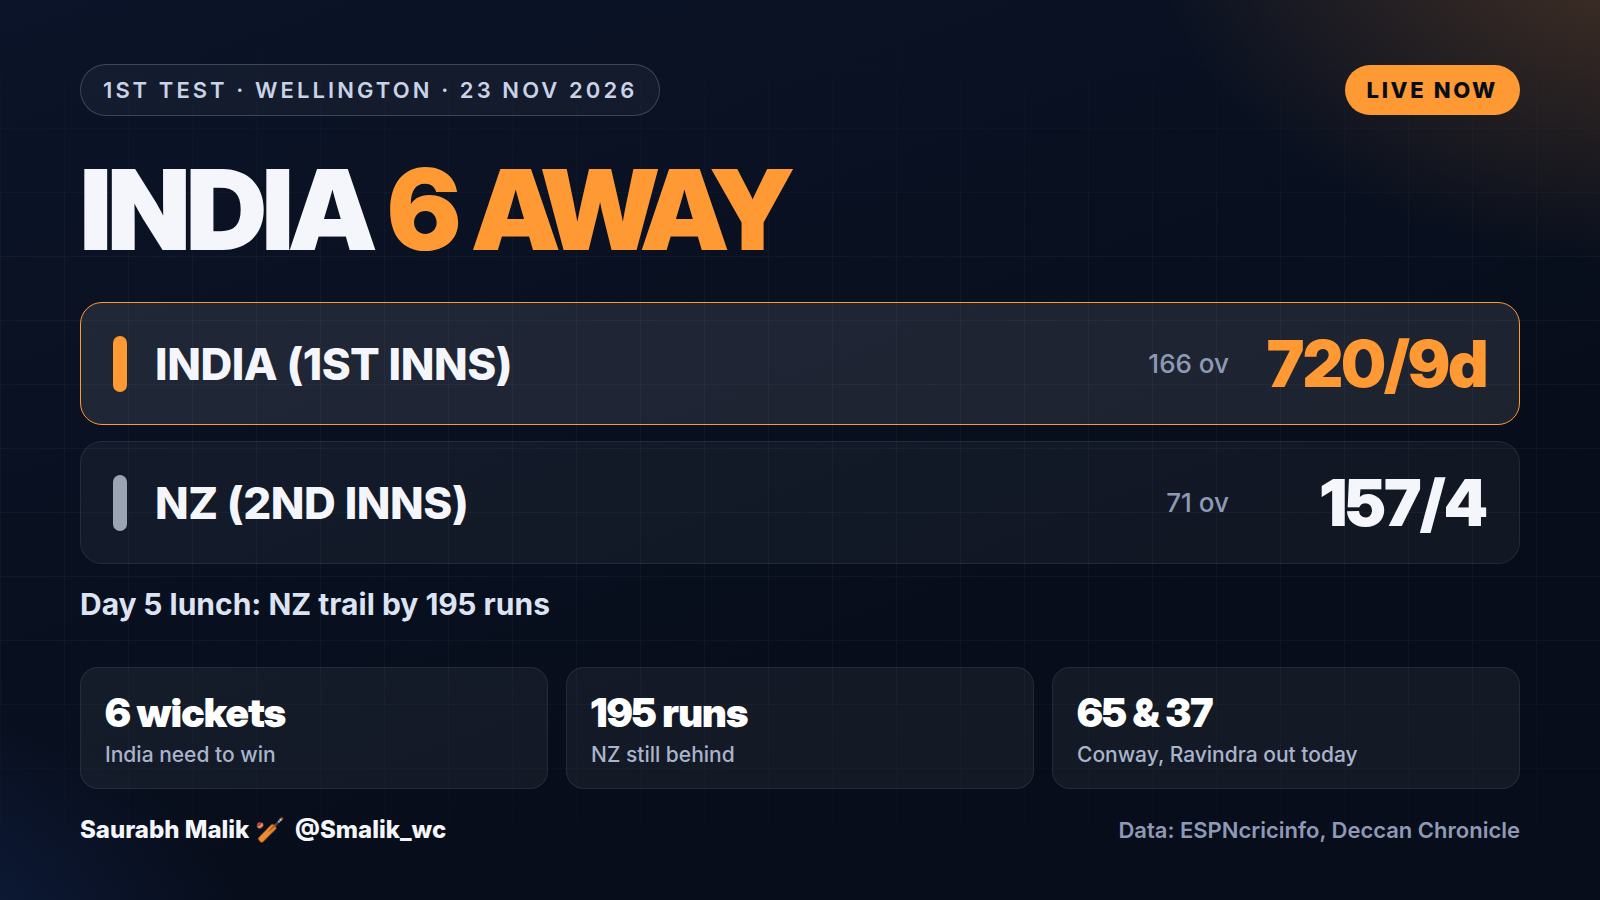 1ST TEST · WELLINGTON · 23 NOV 2026
LIVE NOW
INDIA 6 AWAY
INDIA (1ST INNS) 166 ov 720/9d
NZ (2ND INNS) 71 ov 157/4
Day 5 lunch: NZ trail by 195 runs
6 wickets
India need to win
195 runs
NZ still behind
65 & 37
Conway, Ravindra out today
Saurabh Malik 🏏 @Smalik_wc
Data: ESPNcricinfo, Deccan Chronicle